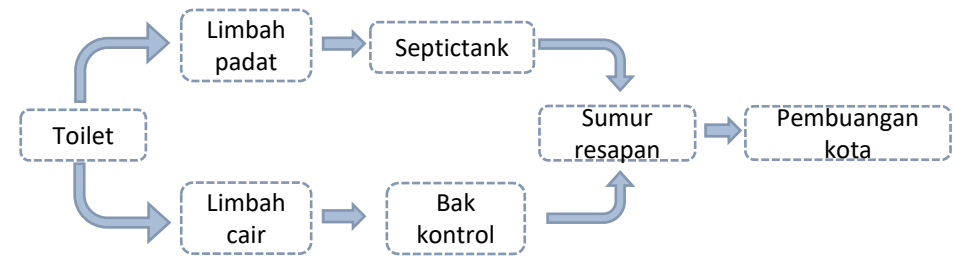 Limbah
padat
Septictank
Toilet
Sumur
resapan
Pembuangan
kota
Limbah
cair
Bak
kontrol